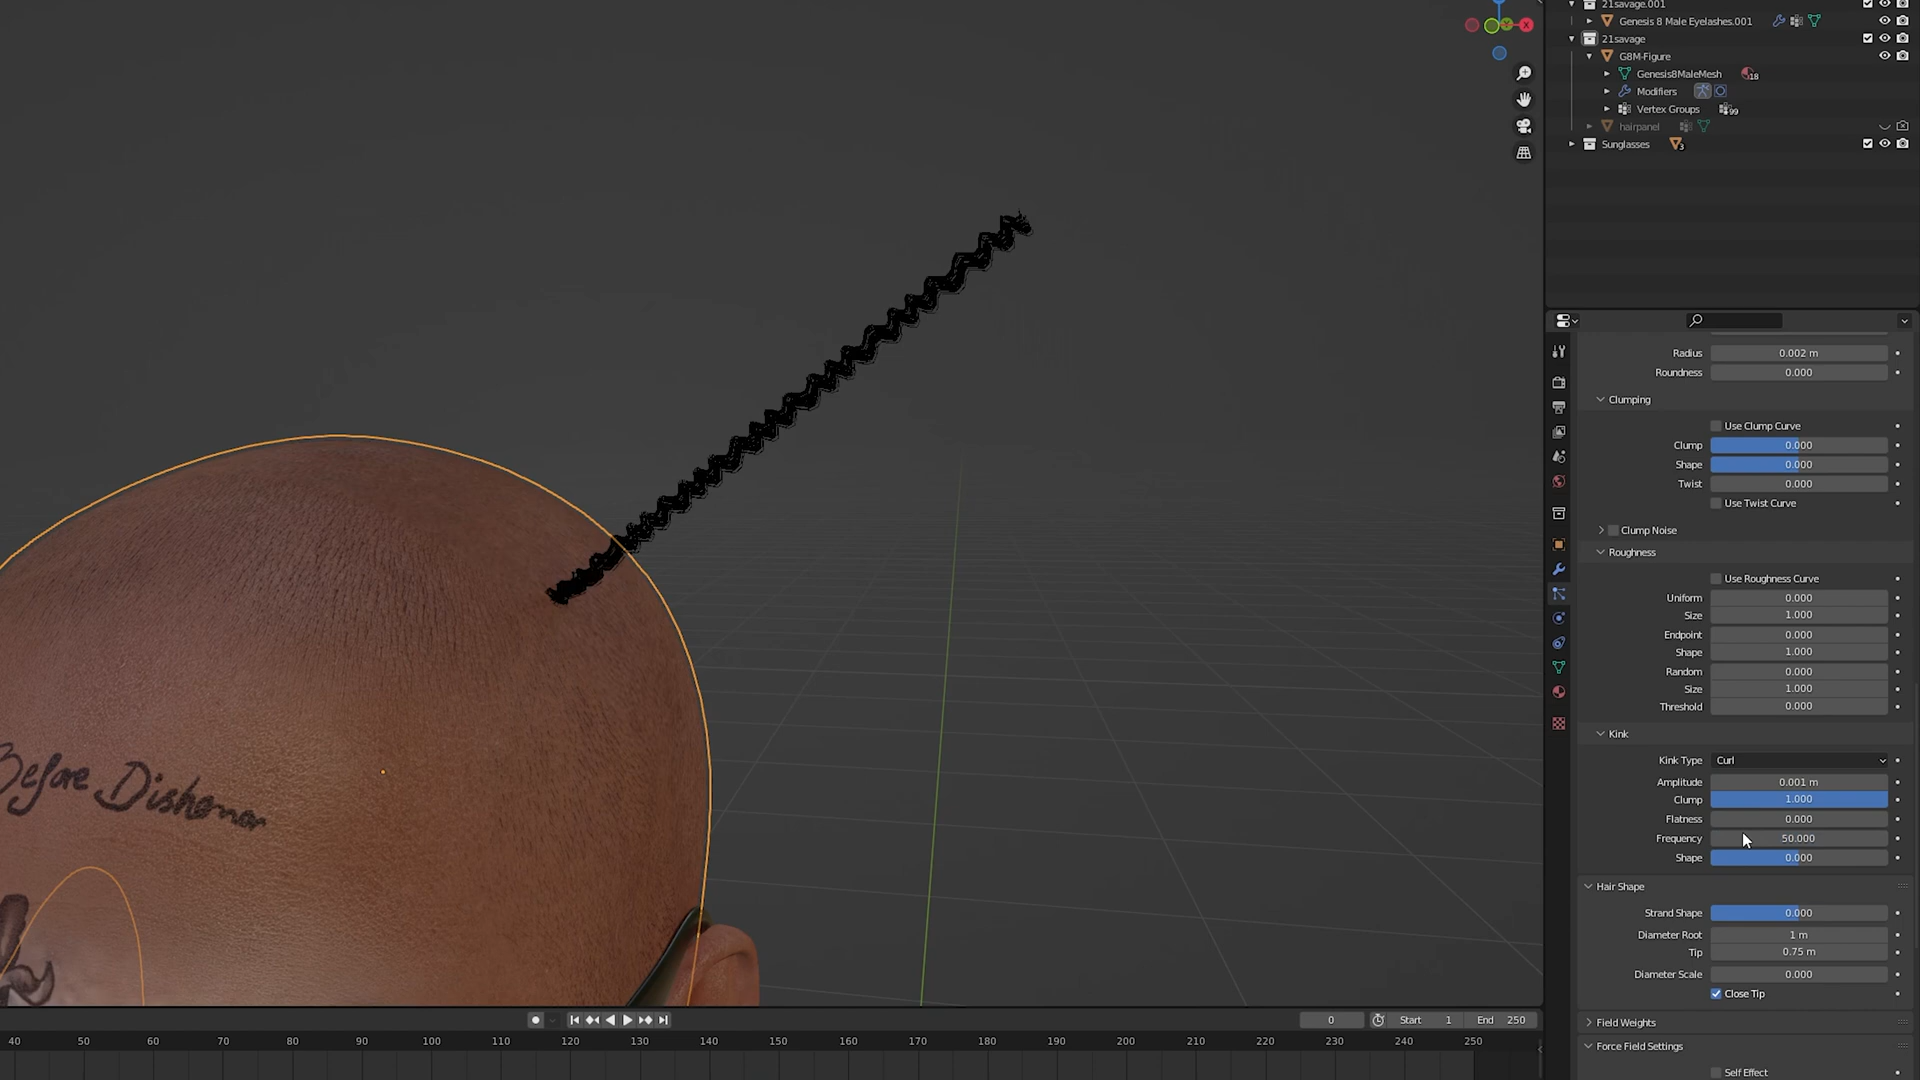 21savage.001
Genesis 8 Male Eyelashes.001
21savage
G8M-Figure
Genesis8MaleMesh 18
Modifiers
Vertex Groups 99
hairpanel
Sunglasses 3
X
Radius 0.002 m
Roundness 0.000
Clumping
Use Clump Curve
Clump 0.000
Shape 0.000
Twist 0.000
Use Twist Curve
Clump Noise
Roughness
Use Roughness Curve
Uniform 0.000
Size 1.000
Endpoint 0.000
Shape 1.000
Random 0.000
Size 1.000
Threshold 0.000
Kink
Kink Type Curl
Amplitude 0.001 m
Clump 1.000
Flatness 0.000
Frequency 50.000
Shape 0.000
Hair Shape
Strand Shape 0.000
Diameter Root 1 m
Tip 0.75 m
Diameter Scale 0.000
Close Tip
Field Weights
Force Field Settings
Self Effect
Before Dishonor
0 Start 1 End 250
40 50 60 70 80 90 100 110 120 130 140 150 160 170 180 190 200 210 220 230 240 250